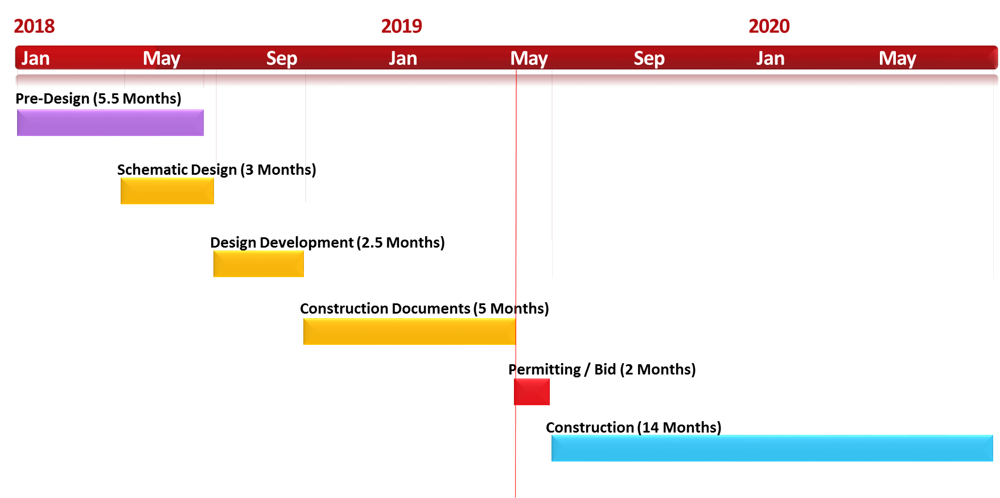 2018 2019 2020
Jan May Sep Jan May Sep Jan May
Pre-Design (5.5 Months)
Schematic Design (3 Months)
Design Development (2.5 Months)
Construction Documents (5 Months)
Permitting / Bid (2 Months)
Construction (14 Months)